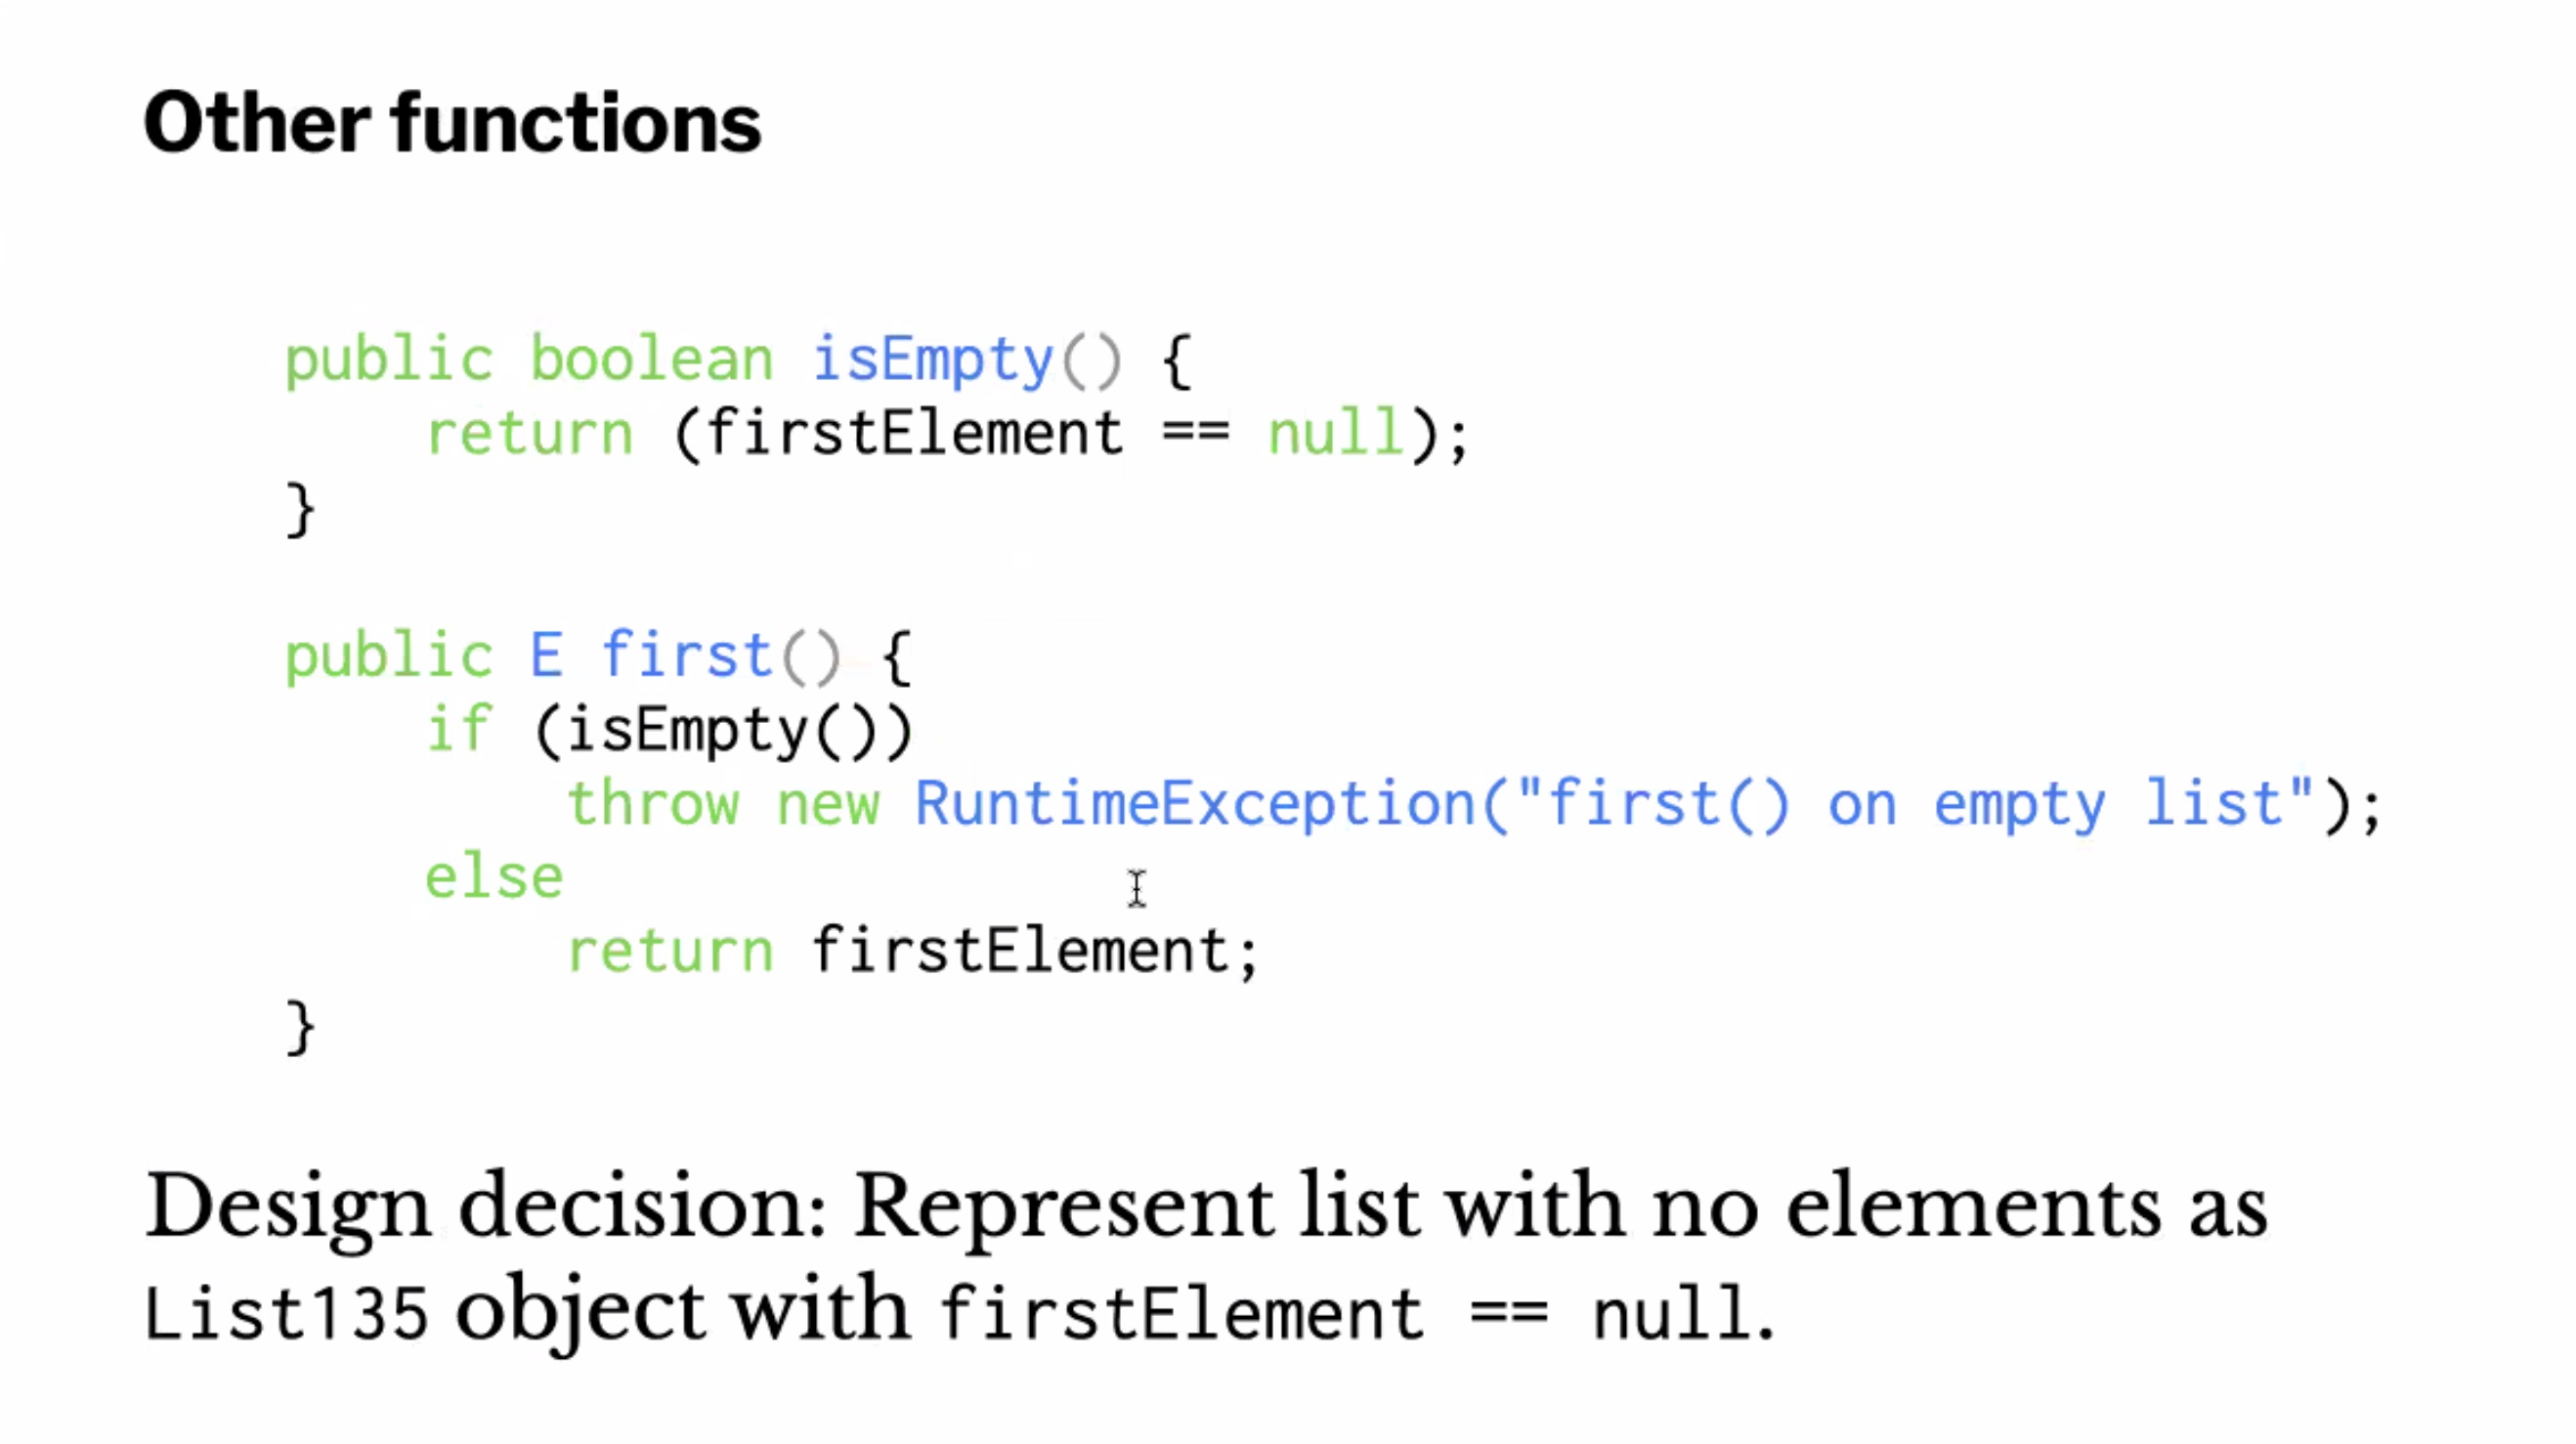 Other functions
public boolean isEmpty() {
return (firstElement == null);
}
public E first() {
if (isEmpty())
throw new RuntimeException("first() on empty list");
else
return firstElement;
}
Design decision: Represent list with no elements as
List135 object with firstElement == null.